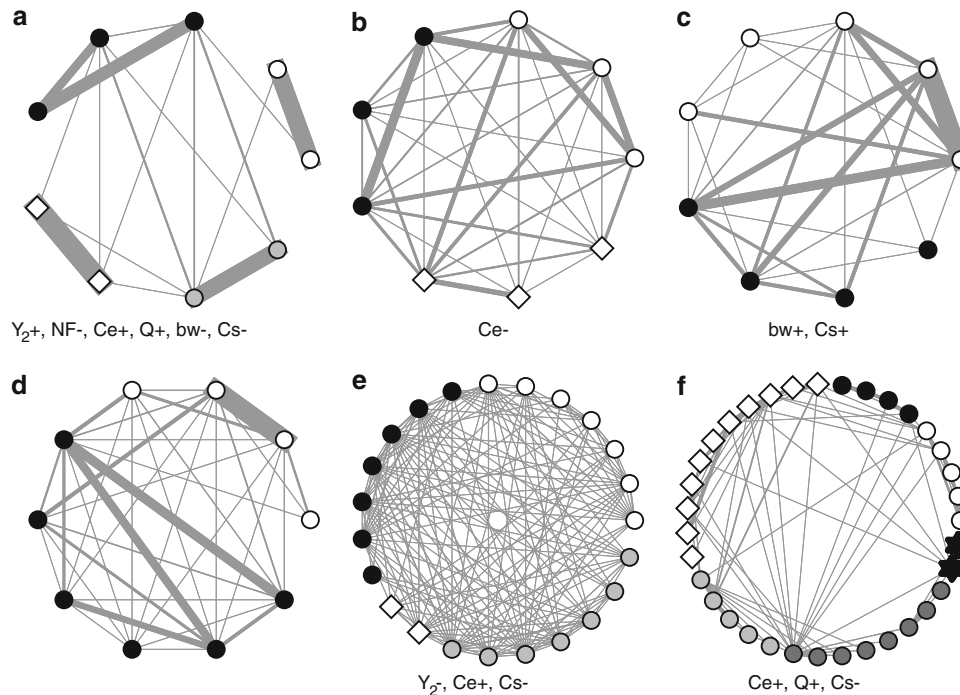 a
b
c
Y₂+, NF-, Ce+, Q+, bw-, Cs-
Ce-
bw+, Cs+
d
e
f
Y₂-, Ce+, Cs-
Ce+, Q+, Cs-